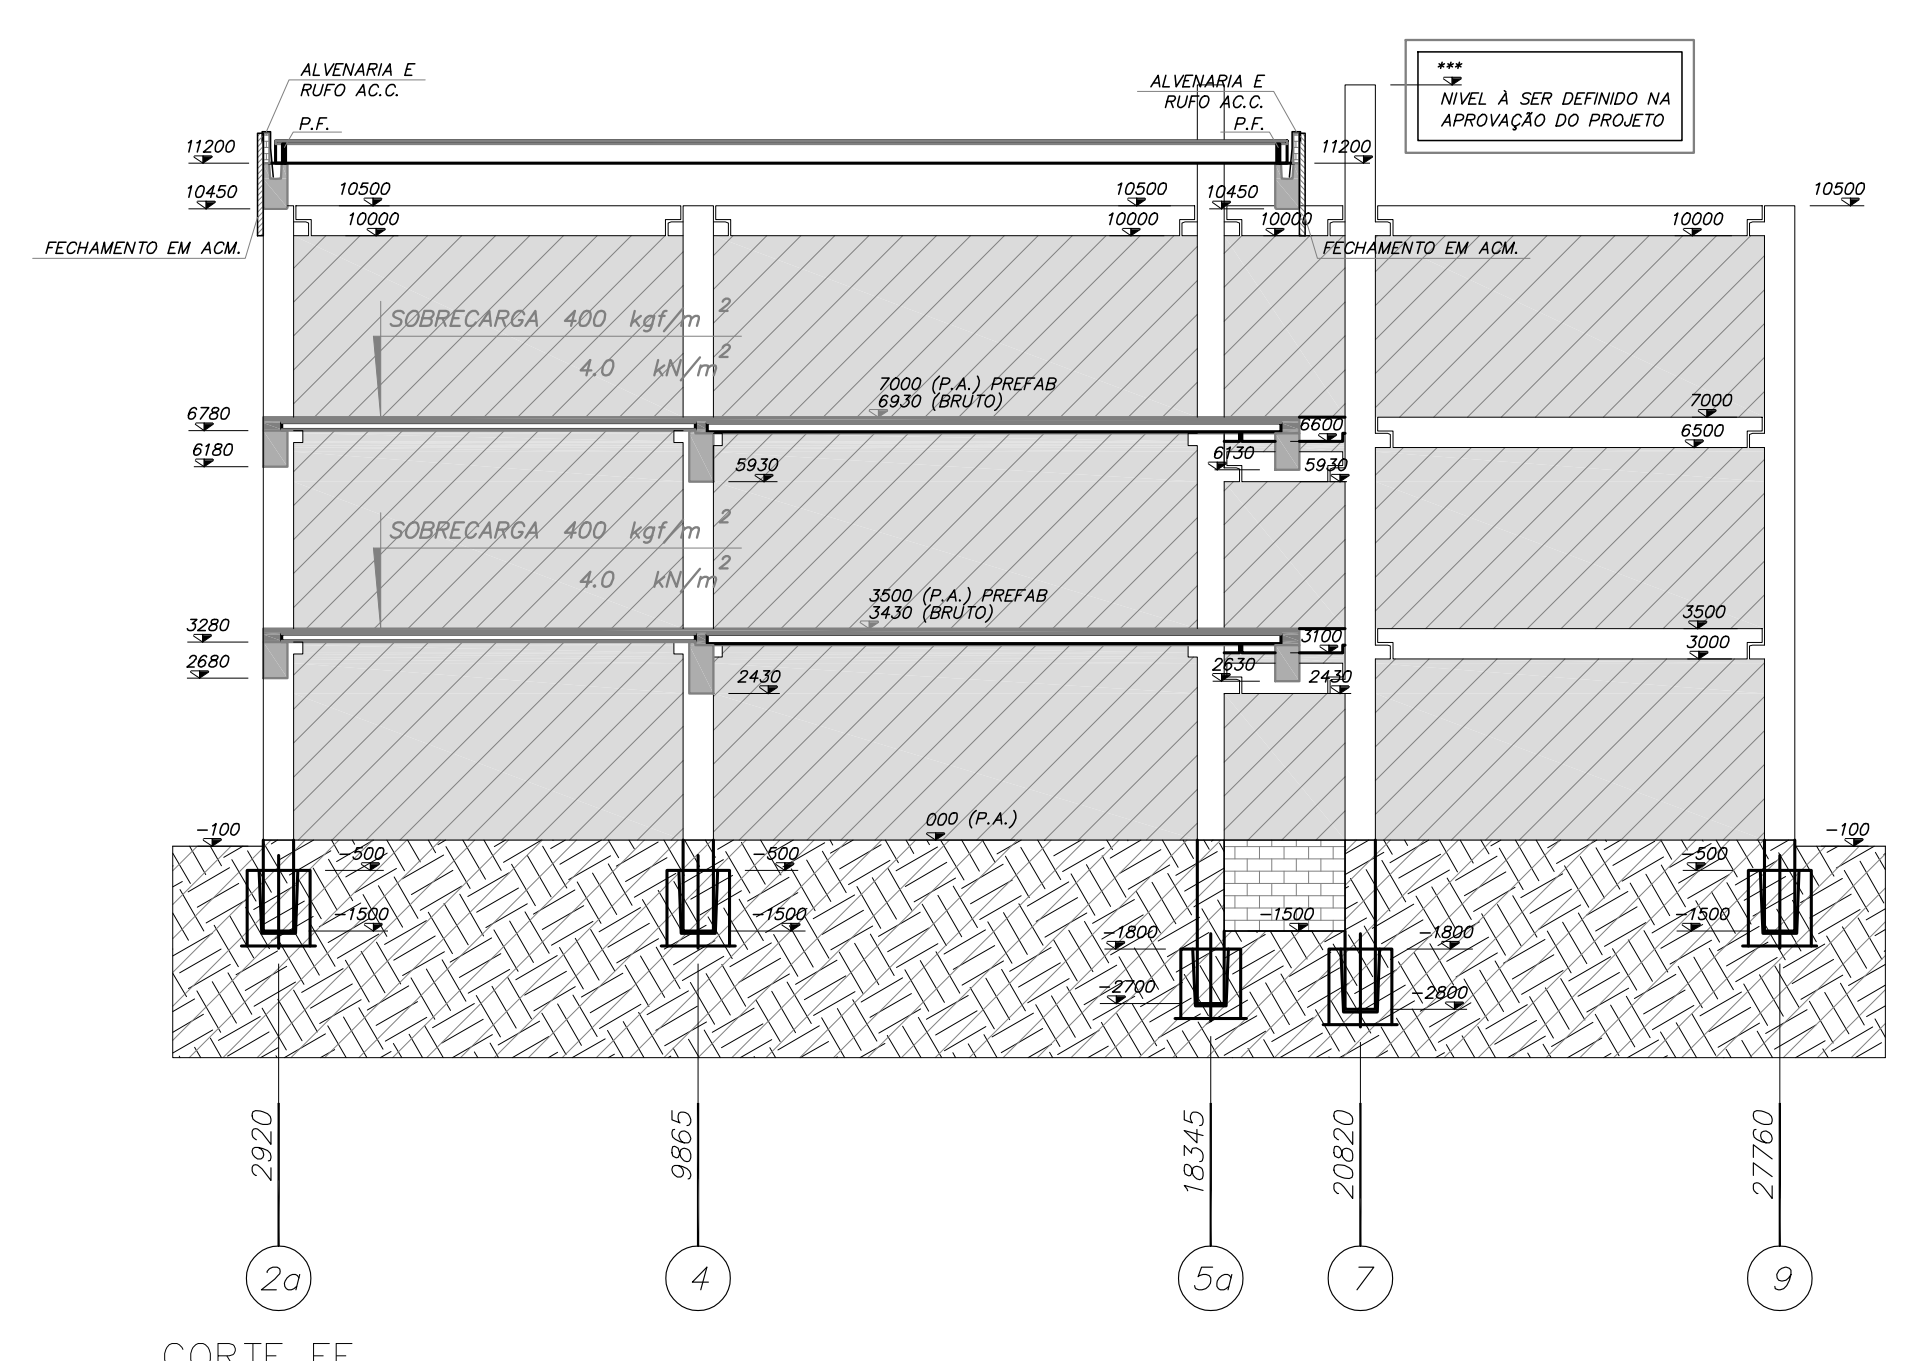 ALVENARIA E
RUFO AC.C.
P.F.
ALVENARIA E
RUFO AC.C.
P.F.
***
NIVEL À SER DEFINIDO NA
APROVAÇÃO DO PROJETO
11200
11200
10450
10500
10500
10450
10500
10000
10000
10000
10000
FECHAMENTO EM ACM.
FECHAMENTO EM ACM.
SOBRECARGA 400 kgf/m²
4.0 kN/m²
7000 (P.A.) PREFAB
6930 (BRUTO)
7000
6780
6600
6500
6180
6130
5930
5930
SOBRECARGA 400 kgf/m²
4.0 kN/m²
3500 (P.A.) PREFAB
3430 (BRUTO)
3500
3280
3100
3000
2680
2630
2430
2430
000 (P.A.)
-100
-100
-500
-500
-500
-1500
-1500
-1500
-1500
-1800
-1800
-2700
-2800
2920
9865
18345
20820
27760
2a
4
5a
7
9